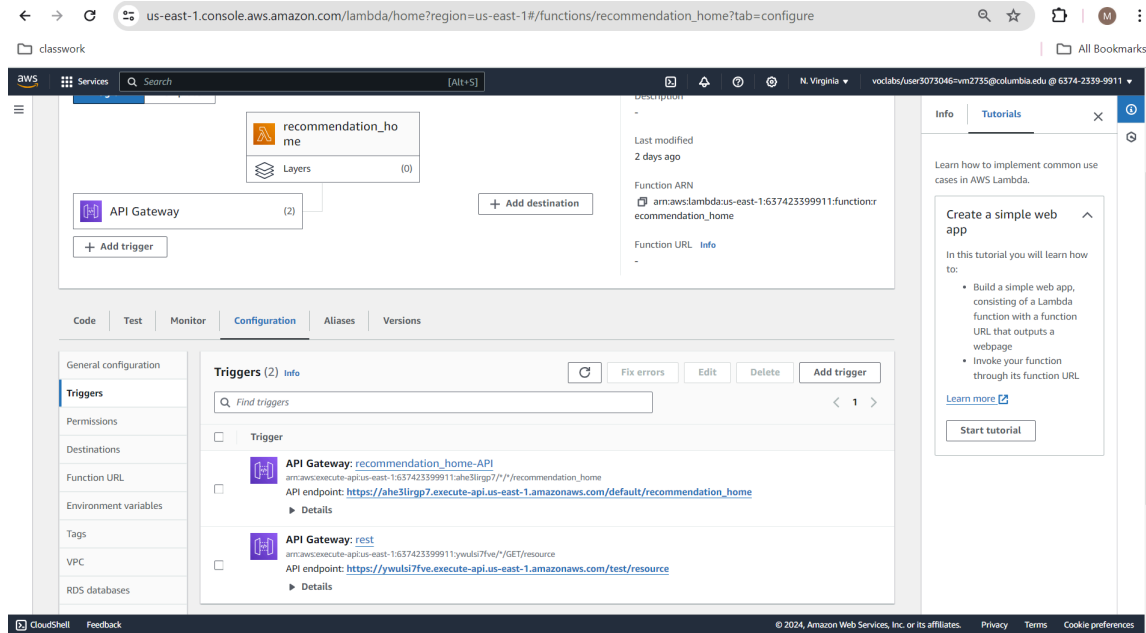 us-east-1.console.aws.amazon.com/lambda/home?region=us-east-1#/functions/recommendation_home?tab=configure
M
classwork
All Bookmarks
aws
Services
Search
[Alt+S]
N. Virginia
voclabs/user3073046=vm2735@columbia.edu @ 6374-2339-9911
recommendation_ho
me
Layers
(0)
API Gateway
(2)
+ Add trigger
+ Add destination
Description
-
Last modified
2 days ago
Function ARN
arn:aws:lambda:us-east-1:637423399911:function:r
ecommendation_home
Function URL Info
-
Info
Tutorials
Learn how to implement common use
cases in AWS Lambda.
Create a simple web
app
In this tutorial you will learn how
to:
• Build a simple web app,
consisting of a Lambda
function with a function
URL that outputs a
webpage
• Invoke your function
through its function URL
Learn more
Start tutorial
Code
Test
Monitor
Configuration
Aliases
Versions
General configuration
Triggers
Permissions
Destinations
Function URL
Environment variables
Tags
VPC
RDS databases
Triggers (2) Info
Fix errors
Edit
Delete
Add trigger
Find triggers
1
Trigger
API Gateway: recommendation_home-API
arn:aws:execute-api:us-east-1:637423399911:ahe3lirgp7/*/*/recommendation_home
API endpoint: https://ahe3lirgp7.execute-api.us-east-1.amazonaws.com/default/recommendation_home
Details
API Gateway: rest
arn:aws:execute-api:us-east-1:637423399911:ywulsi7fve/*/GET/resource
API endpoint: https://ywulsi7fve.execute-api.us-east-1.amazonaws.com/test/resource
Details
CloudShell
Feedback
© 2024, Amazon Web Services, Inc. or its affiliates.
Privacy
Terms
Cookie preferences